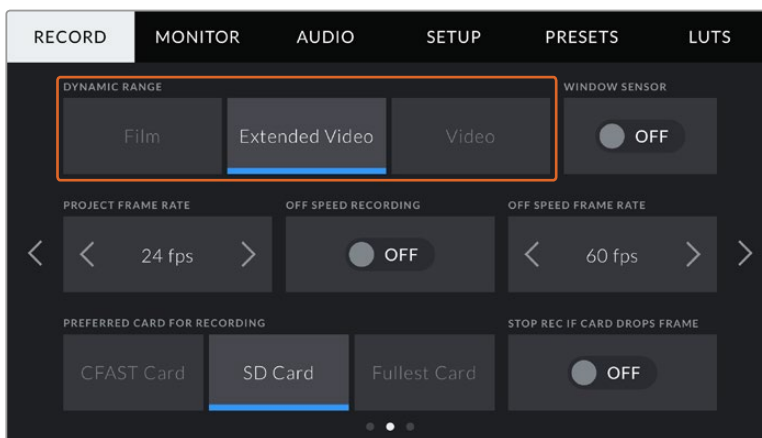 RECORD MONITOR AUDIO SETUP PRESETS LUTS
DYNAMIC RANGE WINDOW SENSOR
Film Extended Video Video OFF
PROJECT FRAME RATE OFF SPEED RECORDING OFF SPEED FRAME RATE
24 fps OFF 60 fps
PREFERRED CARD FOR RECORDING STOP REC IF CARD DROPS FRAME
CFAST Card SD Card Fullest Card OFF